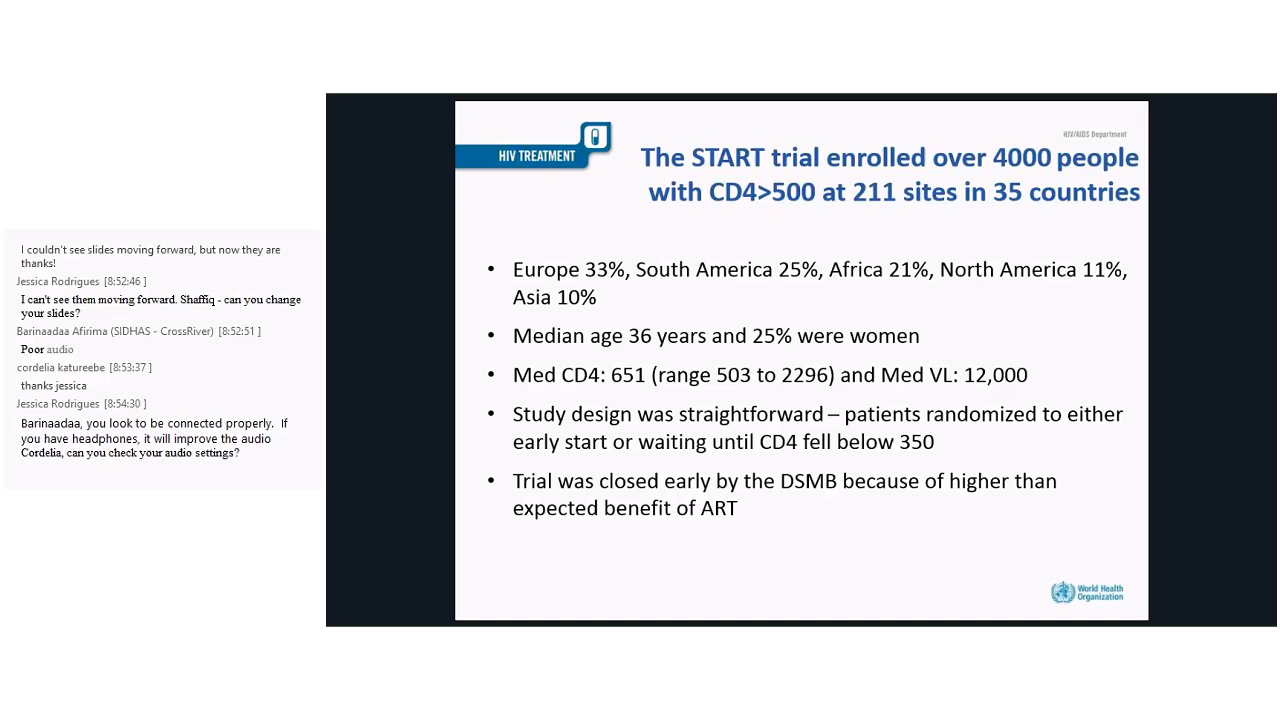 I couldn't see slides moving forward, but now they are
thanks!
Jessica Rodrigues [8:52:46 ]
I can't see them moving forward. Shaffiq - can you change
your slides?
Barinaadaa Afirima (SIDHAS - CrossRiver) [8:52:51 ]
Poor audio
cordelia katureebe [8:53:37 ]
thanks jessica
Jessica Rodrigues [8:54:30 ]
Barinaadaa, you look to be connected properly. If
you have headphones, it will improve the audio
Cordelia, can you check your audio settings?
HIV TREATMENT
HIV/AIDS Department
The START trial enrolled over 4000 people
with CD4>500 at 211 sites in 35 countries
• Europe 33%, South America 25%, Africa 21%, North America 11%,
Asia 10%
• Median age 36 years and 25% were women
• Med CD4: 651 (range 503 to 2296) and Med VL: 12,000
• Study design was straightforward – patients randomized to either
early start or waiting until CD4 fell below 350
• Trial was closed early by the DSMB because of higher than
expected benefit of ART
World Health
Organization